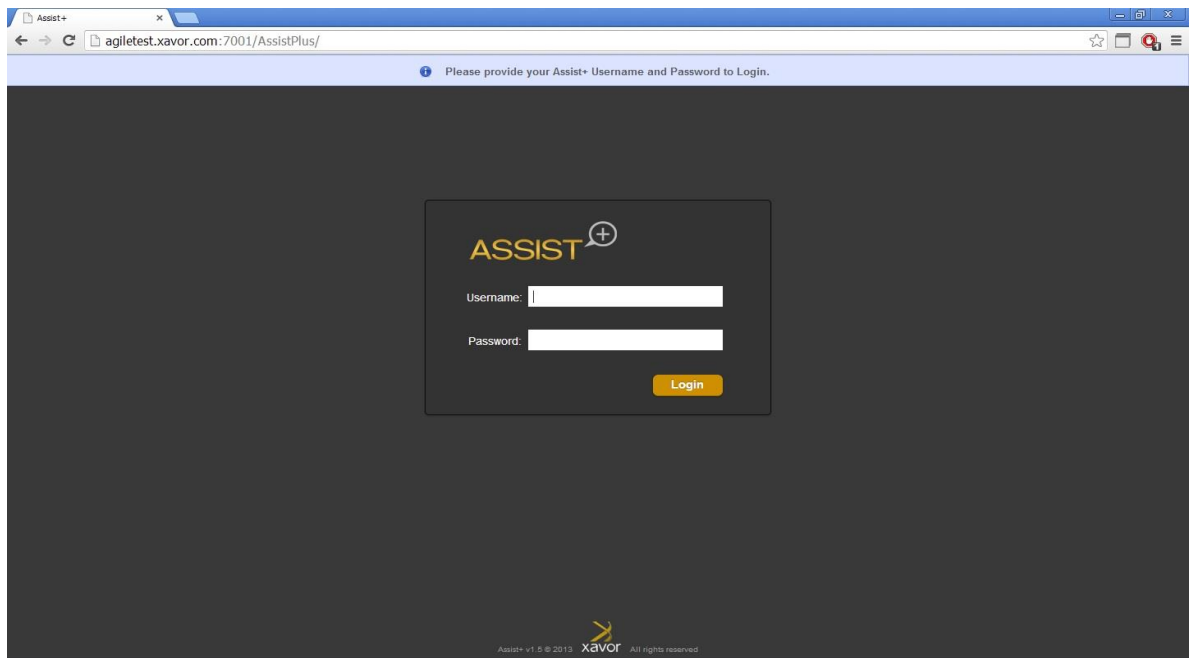 Assist+
agiletest.xavor.com:7001/AssistPlus/
Please provide your Assist+ Username and Password to Login.
ASSIST+
Username:
Password:
Login
Assist+ v1.5 © 2013 xavor All rights reserved